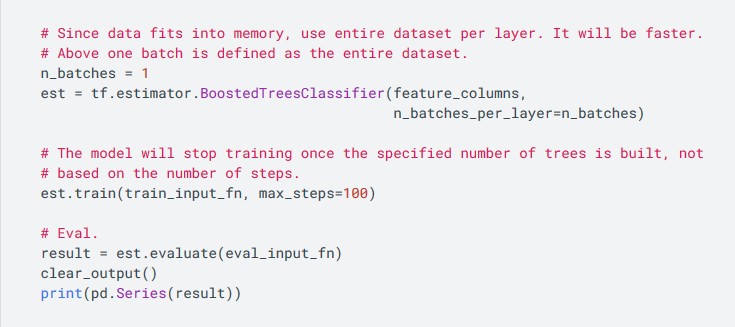 # Since data fits into memory, use entire dataset per layer. It will be faster.
# Above one batch is defined as the entire dataset.
n_batches = 1
est = tf.estimator.BoostedTreesClassifier(feature_columns,
                                          n_batches_per_layer=n_batches)

# The model will stop training once the specified number of trees is built, not
# based on the number of steps.
est.train(train_input_fn, max_steps=100)

# Eval.
result = est.evaluate(eval_input_fn)
clear_output()
print(pd.Series(result))